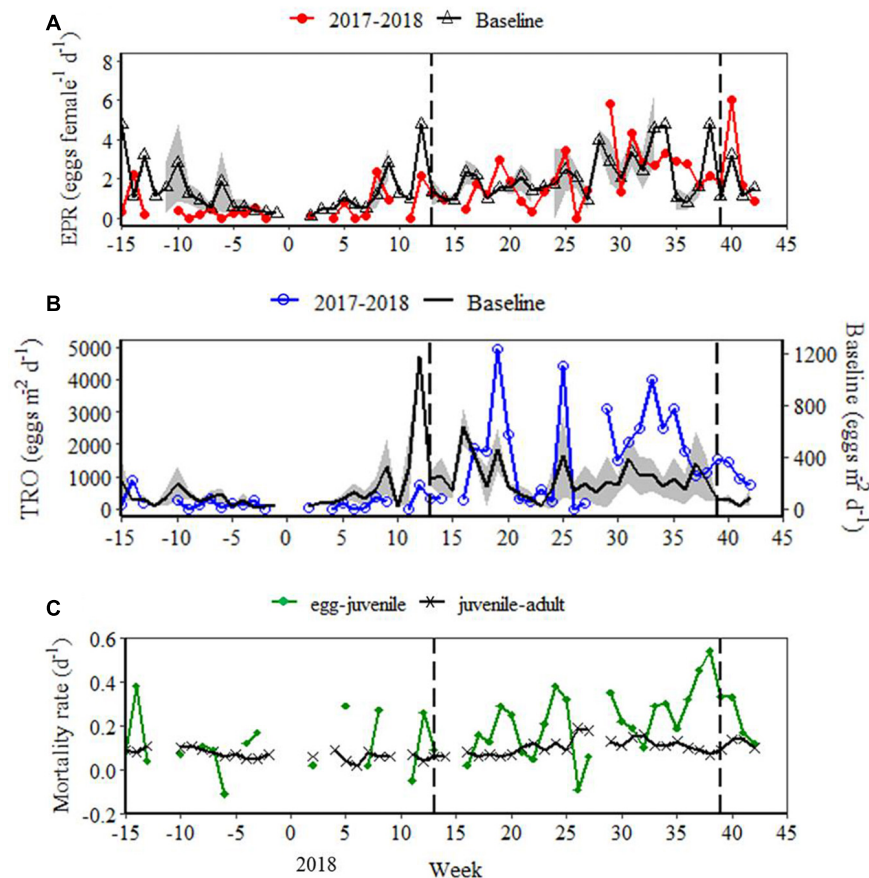 A
2017-2018 Baseline
EPR (eggs female⁻¹ d⁻¹)
8
6
4
2
0
-15 -10 -5 0 5 10 15 20 25 30 35 40 45
B
2017-2018 Baseline
TRO (eggs m⁻² d⁻¹)
5000
4000
3000
2000
1000
0
Baseline (eggs m⁻² d⁻¹)
1200
800
400
0
-15 -10 -5 0 5 10 15 20 25 30 35 40 45
C
egg-juvenile juvenile-adult
Mortality rate (d⁻¹)
0.6
0.4
0.2
0.0
-0.2
-15 -10 -5 0 5 10 15 20 25 30 35 40 45
2018 Week